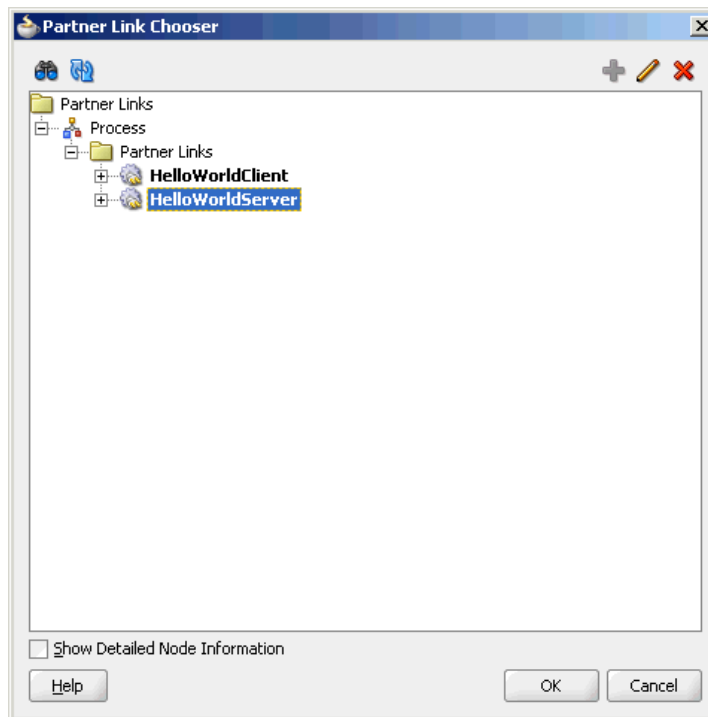 Partner Link Chooser
Partner Links
Process
Partner Links
HelloWorldClient
HelloWorldServer
Show Detailed Node Information
Help OK Cancel